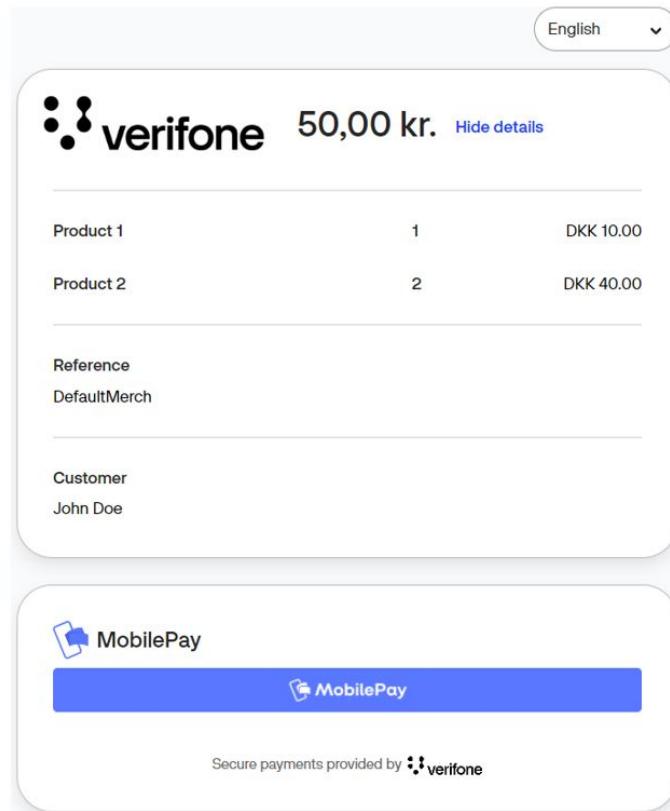 English
verifone 50,00 kr. Hide details
Product 1 1 DKK 10.00
Product 2 2 DKK 40.00
Reference
DefaultMerch
Customer
John Doe
MobilePay
MobilePay
Secure payments provided by verifone